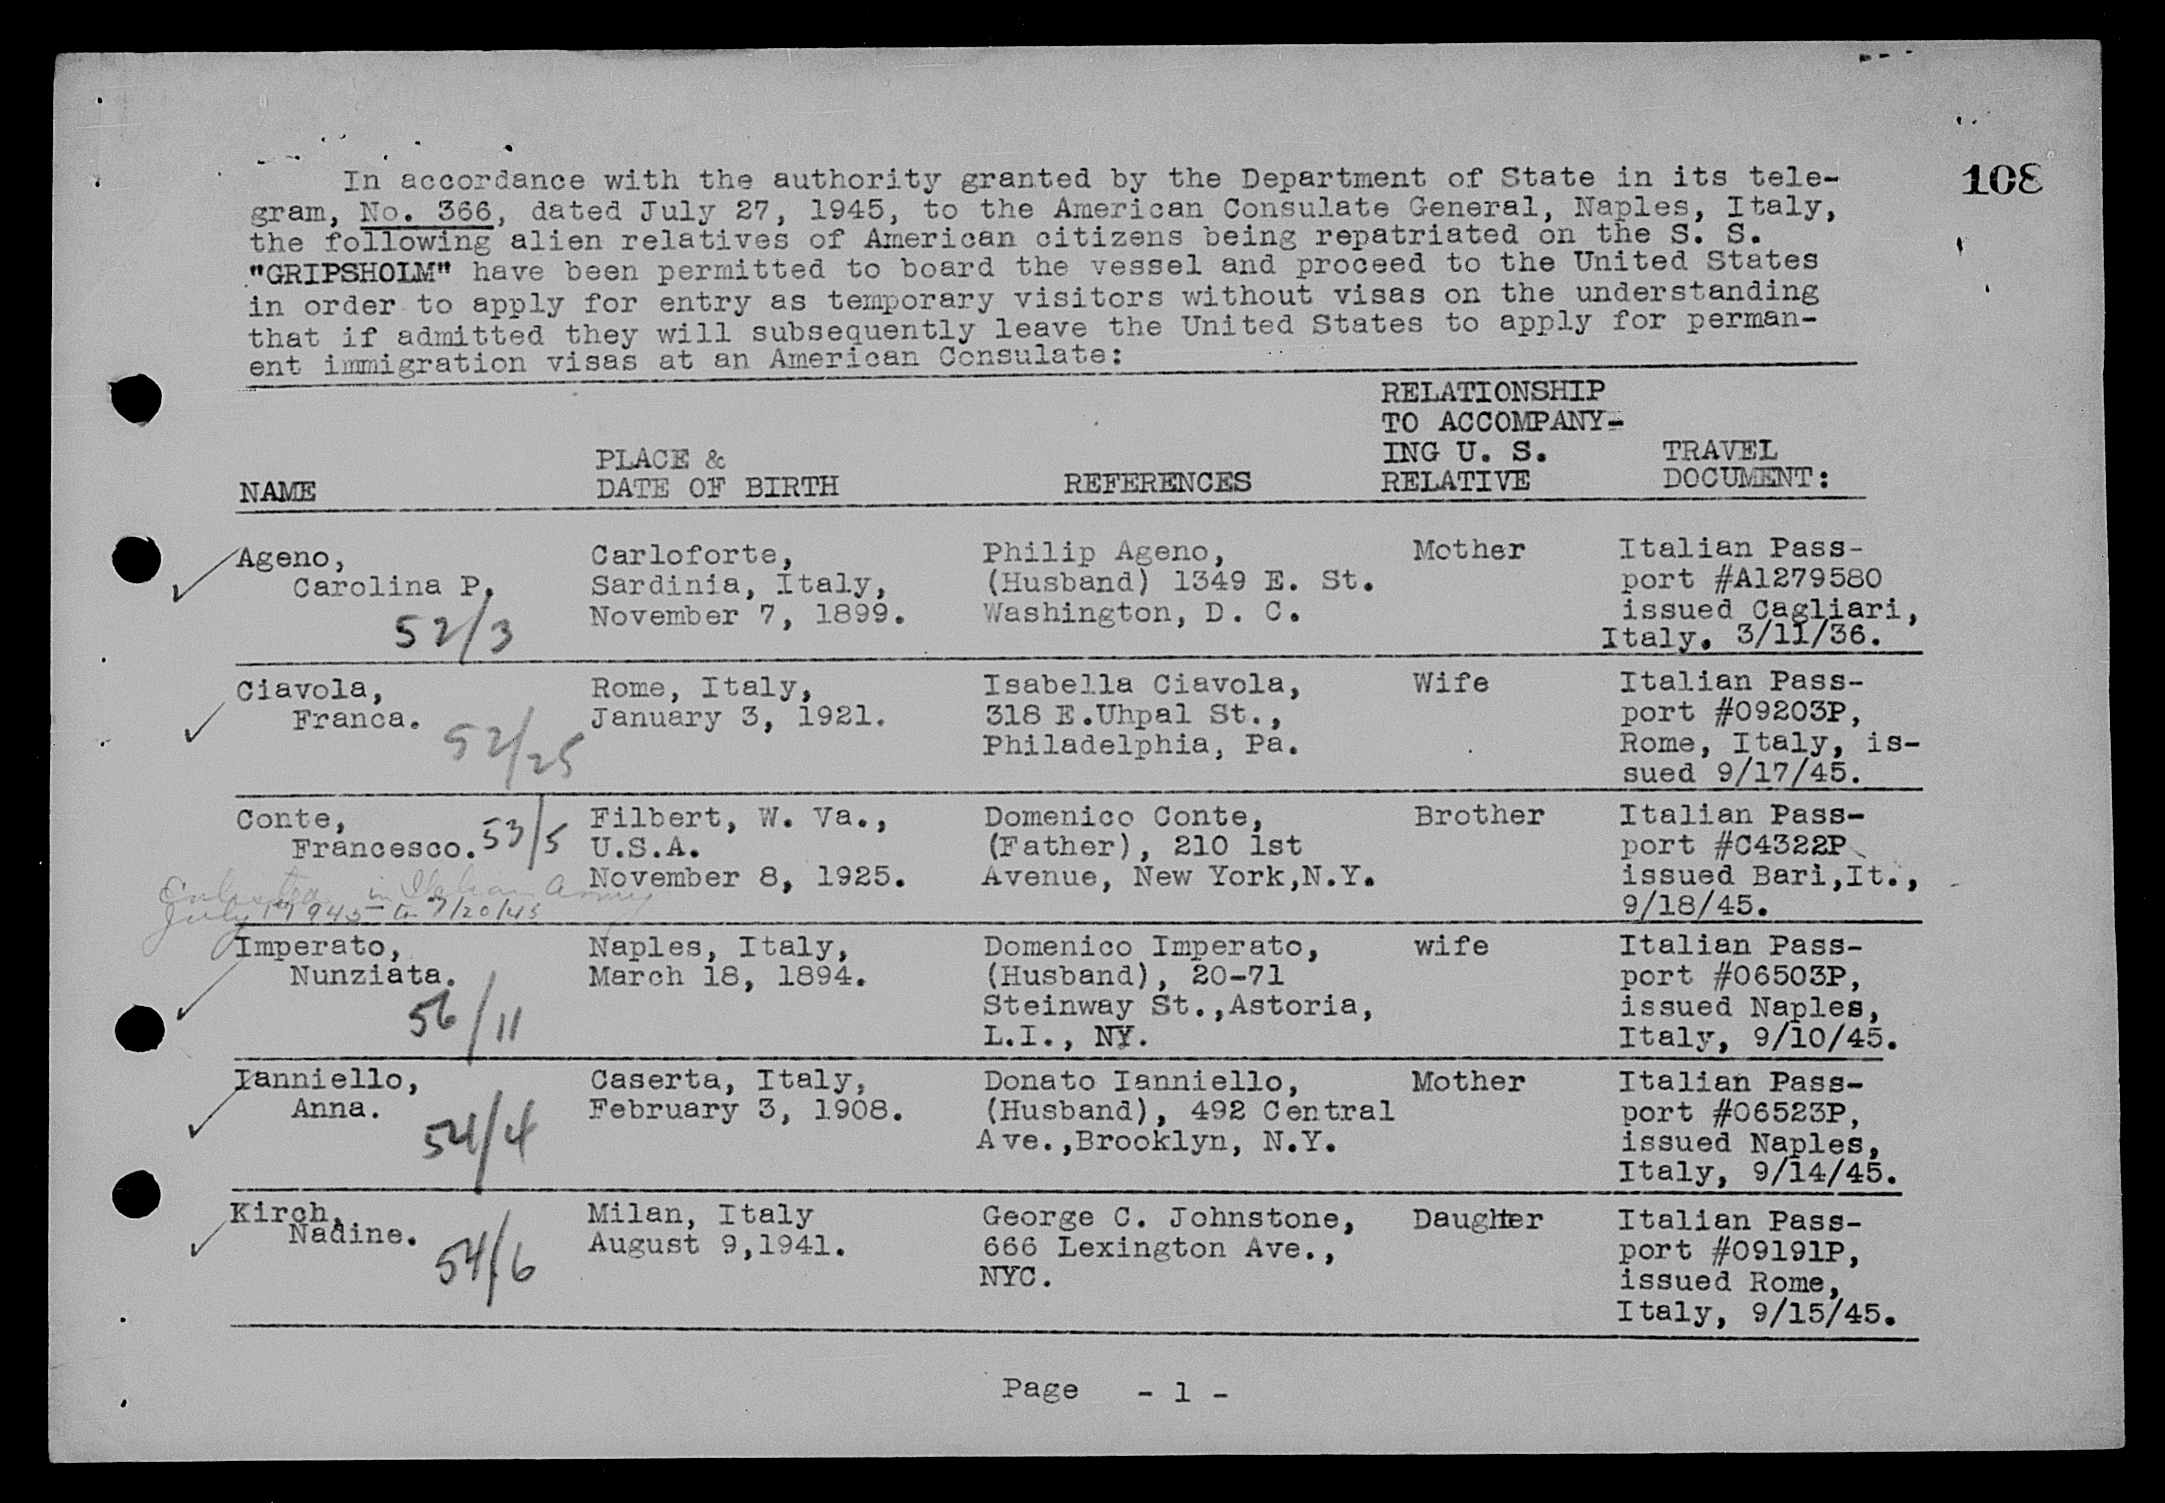 108
In accordance with the authority granted by the Department of State in its tele-
gram, No. 366, dated July 27, 1945, to the American Consulate General, Naples, Italy,
the following alien relatives of American citizens being repatriated on the S. S.
"GRIPSHOLM" have been permitted to board the vessel and proceed to the United States
in order to apply for entry as temporary visitors without visas on the understanding
that if admitted they will subsequently leave the United States to apply for perman-
ent immigration visas at an American Consulate:
NAME
PLACE &
DATE OF BIRTH
REFERENCES
RELATIONSHIP
TO ACCOMPANY-
ING U. S.
RELATIVE
TRAVEL
DOCUMENT:
Ageno,
Carolina P.
52/3
Carloforte,
Sardinia, Italy,
November 7, 1899.
Philip Ageno,
(Husband) 1349 E. St.
Washington, D. C.
Mother
Italian Pass-
port #A1279580
issued Cagliari,
Italy. 3/11/36.
Ciavola,
Franca.
52/25
Rome, Italy,
January 3, 1921.
Isabella Ciavola,
318 E.Uhpal St.,
Philadelphia, Pa.
Wife
Italian Pass-
port #09203P,
Rome, Italy, is-
sued 9/17/45.
Conte,
Francesco.
53/5
in Italian Army
July 1945 to 7/20/45
Filbert, W. Va.,
U.S.A.
November 8, 1925.
Domenico Conte,
(Father), 210 1st
Avenue, New York,N.Y.
Brother
Italian Pass-
port #C4322P
issued Bari,It.,
9/18/45.
Imperato,
Nunziata.
56/11
Naples, Italy,
March 18, 1894.
Domenico Imperato,
(Husband), 20-71
Steinway St.,Astoria,
L.I., NY.
wife
Italian Pass-
port #06503P,
issued Naples,
Italy, 9/10/45.
Ianniello,
Anna.
54/4
Caserta, Italy,
February 3, 1908.
Donato Ianniello,
(Husband), 492 Central
Ave.,Brooklyn, N.Y.
Mother
Italian Pass-
port #06523P,
issued Naples,
Italy, 9/14/45.
Kirch,
Nadine.
54/6
Milan, Italy
August 9,1941.
George C. Johnstone,
666 Lexington Ave.,
NYC.
Daughter
Italian Pass-
port #09191P,
issued Rome,
Italy, 9/15/45.
Page - 1 -